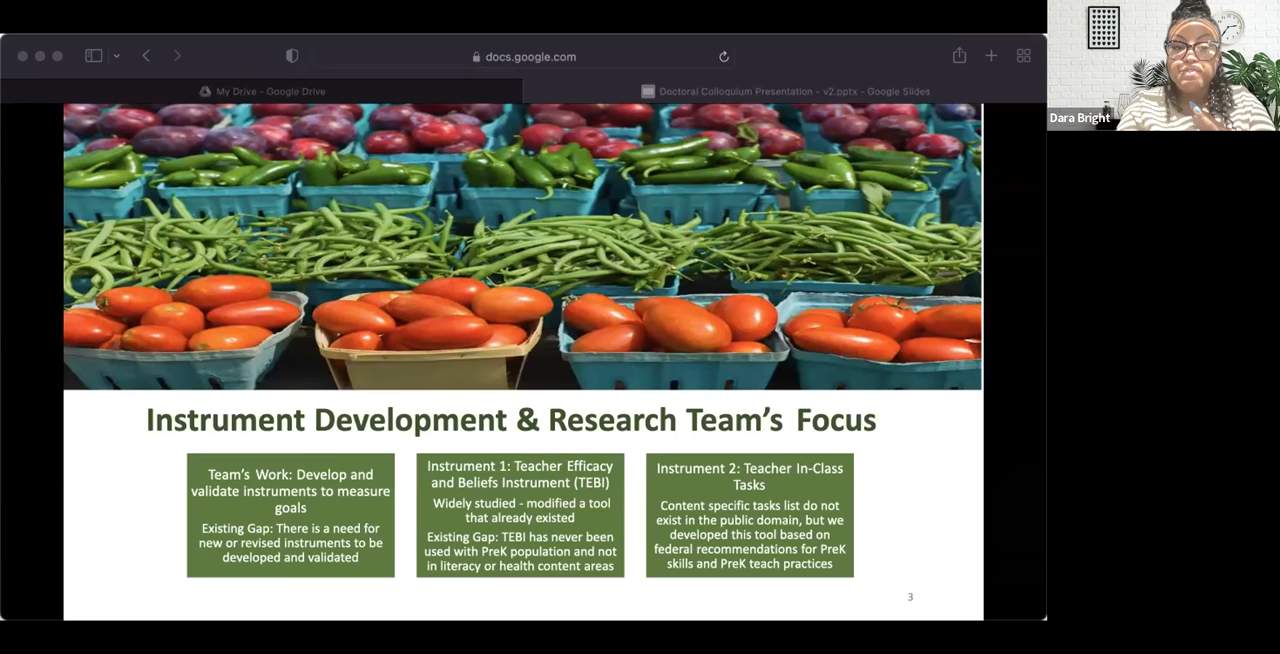 docs.google.com
My Drive - Google Drive
Doctoral Colloquium Presentation - v2.pptx - Google Slides
Dara Bright
Instrument Development & Research Team's Focus
Team's Work: Develop and
validate instruments to measure
goals
Existing Gap: There is a need for
new or revised instruments to be
developed and validated
Instrument 1: Teacher Efficacy
and Beliefs Instrument (TEBI)
Widely studied - modified a tool
that already existed
Existing Gap: TEBI has never been
used with PreK population and not
in literacy or health content areas
Instrument 2: Teacher In-Class
Tasks
Content specific tasks list do not
exist in the public domain, but we
developed this tool based on
federal recommendations for PreK
skills and PreK teach practices
3